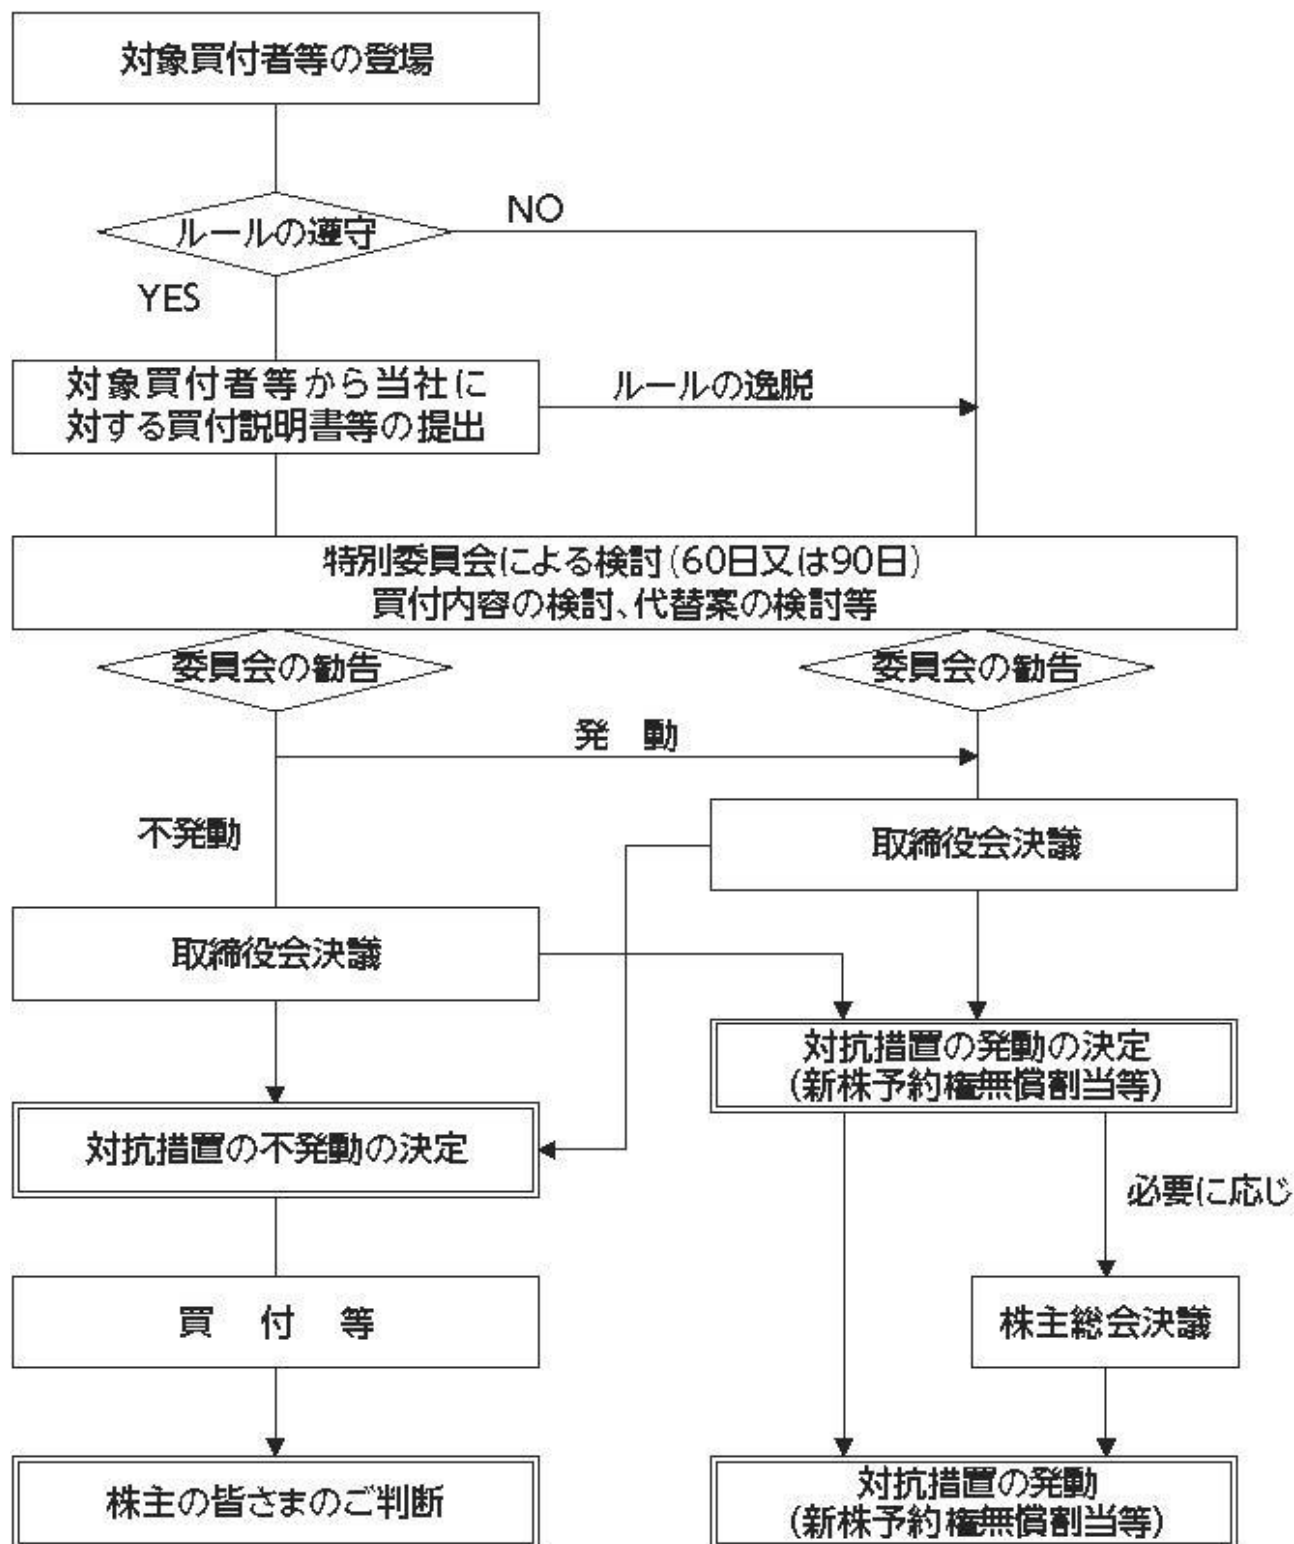 対象買付者等の登場
ルールの遵守
NO
YES
対象買付者等から当社に
対する買付説明書等の提出
ルールの逸脱
特別委員会による検討(60日又は90日)
買付内容の検討、代替案の検討等
委員会の勧告
委員会の勧告
発 動
不発動
取締役会決議
取締役会決議
対抗措置の発動の決定
(新株予約権無償割当等)
対抗措置の不発動の決定
必要に応じ
買 付 等
株主総会決議
株主の皆さまのご判断
対抗措置の発動
(新株予約権無償割当等)